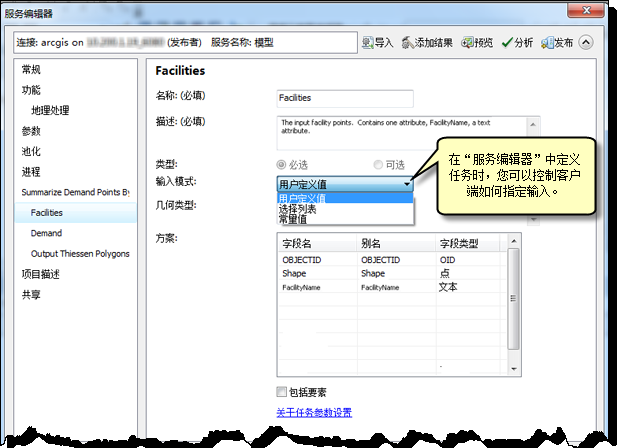 服务编辑器
连接: arcgis on (发布者) 服务名称: 模型
导入 添加结果 预览 分析 发布
常规
功能
地理处理
参数
池化
进程
Summarize Demand Points By
Facilities
Demand
Output Thiessen Polygons
项目描述
共享
Facilities
名称: (必填) Facilities
描述: (必填) The input facility points. Contains one attribute, FacilityName, a text
attribute.
类型: 必选 可选
输入模式: 用户定义值
用户定义值
选择列表
常量值
几何类型:
在“服务编辑器”中定义
任务时，您可以控制客户
端如何指定输入。
方案:
字段名 别名 字段类型
OBJECTID OBJECTID OID
Shape Shape 点
FacilityName FacilityName 文本
包括要素
关于任务参数设置